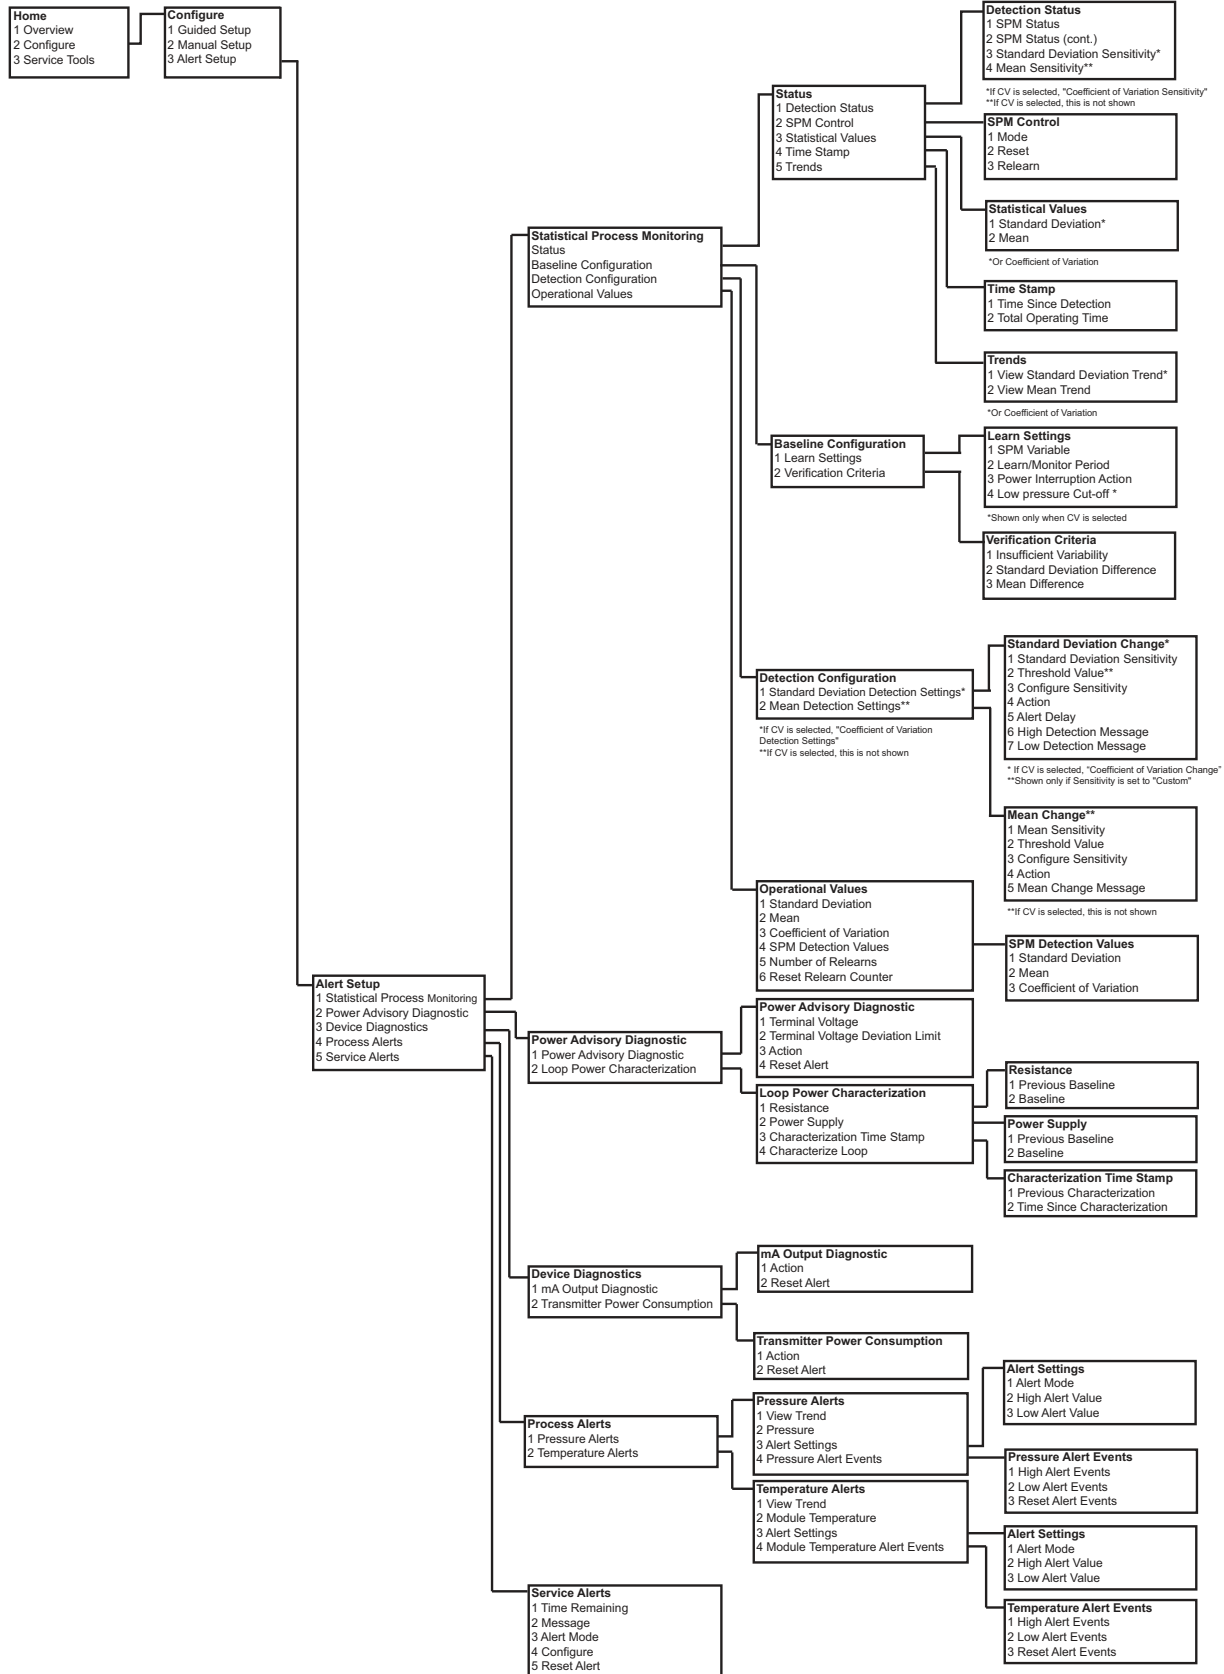 Home
1 Overview
2 Configure
3 Service Tools
Configure
1 Guided Setup
2 Manual Setup
3 Alert Setup
Alert Setup
1 Statistical Process Monitoring
2 Power Advisory Diagnostic
3 Device Diagnostics
4 Process Alerts
5 Service Alerts
Statistical Process Monitoring
Status
Baseline Configuration
Detection Configuration
Operational Values
Status
1 Detection Status
2 SPM Control
3 Statistical Values
4 Time Stamp
5 Trends
Detection Status
1 SPM Status
2 SPM Status (cont.)
3 Standard Deviation Sensitivity*
4 Mean Sensitivity**
*If CV is selected, "Coefficient of Variation Sensitivity"
**If CV is selected, this is not shown
SPM Control
1 Mode
2 Reset
3 Relearn
Statistical Values
1 Standard Deviation*
2 Mean
*Or Coefficient of Variation
Time Stamp
1 Time Since Detection
2 Total Operating Time
Trends
1 View Standard Deviation Trend*
2 View Mean Trend
*Or Coefficient of Variation
Baseline Configuration
1 Learn Settings
2 Verification Criteria
Learn Settings
1 SPM Variable
2 Learn/Monitor Period
3 Power Interruption Action
4 Low pressure Cut-off *
*Shown only when CV is selected
Verification Criteria
1 Insufficient Variability
2 Standard Deviation Difference
3 Mean Difference
Detection Configuration
1 Standard Deviation Detection Settings*
2 Mean Detection Settings**
*If CV is selected, "Coefficient of Variation
Detection Settings"
**If CV is selected, this is not shown
Standard Deviation Change*
1 Standard Deviation Sensitivity
2 Threshold Value**
3 Configure Sensitivity
4 Action
5 Alert Delay
6 High Detection Message
7 Low Detection Message
* If CV is selected, "Coefficient of Variation Change"
**Shown only if Sensitivity is set to "Custom"
Mean Change**
1 Mean Sensitivity
2 Threshold Value
3 Configure Sensitivity
4 Action
5 Mean Change Message
**If CV is selected, this is not shown
Operational Values
1 Standard Deviation
2 Mean
3 Coefficient of Variation
4 SPM Detection Values
5 Number of Relearns
6 Reset Relearn Counter
SPM Detection Values
1 Standard Deviation
2 Mean
3 Coefficient of Variation
Power Advisory Diagnostic
1 Power Advisory Diagnostic
2 Loop Power Characterization
Power Advisory Diagnostic
1 Terminal Voltage
2 Terminal Voltage Deviation Limit
3 Action
4 Reset Alert
Loop Power Characterization
1 Resistance
2 Power Supply
3 Characterization Time Stamp
4 Characterize Loop
Resistance
1 Previous Baseline
2 Baseline
Power Supply
1 Previous Baseline
2 Baseline
Characterization Time Stamp
1 Previous Characterization
2 Time Since Characterization
Device Diagnostics
1 mA Output Diagnostic
2 Transmitter Power Consumption
mA Output Diagnostic
1 Action
2 Reset Alert
Transmitter Power Consumption
1 Action
2 Reset Alert
Process Alerts
1 Pressure Alerts
2 Temperature Alerts
Pressure Alerts
1 View Trend
2 Pressure
3 Alert Settings
4 Pressure Alert Events
Alert Settings
1 Alert Mode
2 High Alert Value
3 Low Alert Value
Pressure Alert Events
1 High Alert Events
2 Low Alert Events
3 Reset Alert Events
Temperature Alerts
1 View Trend
2 Module Temperature
3 Alert Settings
4 Module Temperature Alert Events
Alert Settings
1 Alert Mode
2 High Alert Value
3 Low Alert Value
Temperature Alert Events
1 High Alert Events
2 Low Alert Events
3 Reset Alert Events
Service Alerts
1 Time Remaining
2 Message
3 Alert Mode
4 Configure
5 Reset Alert